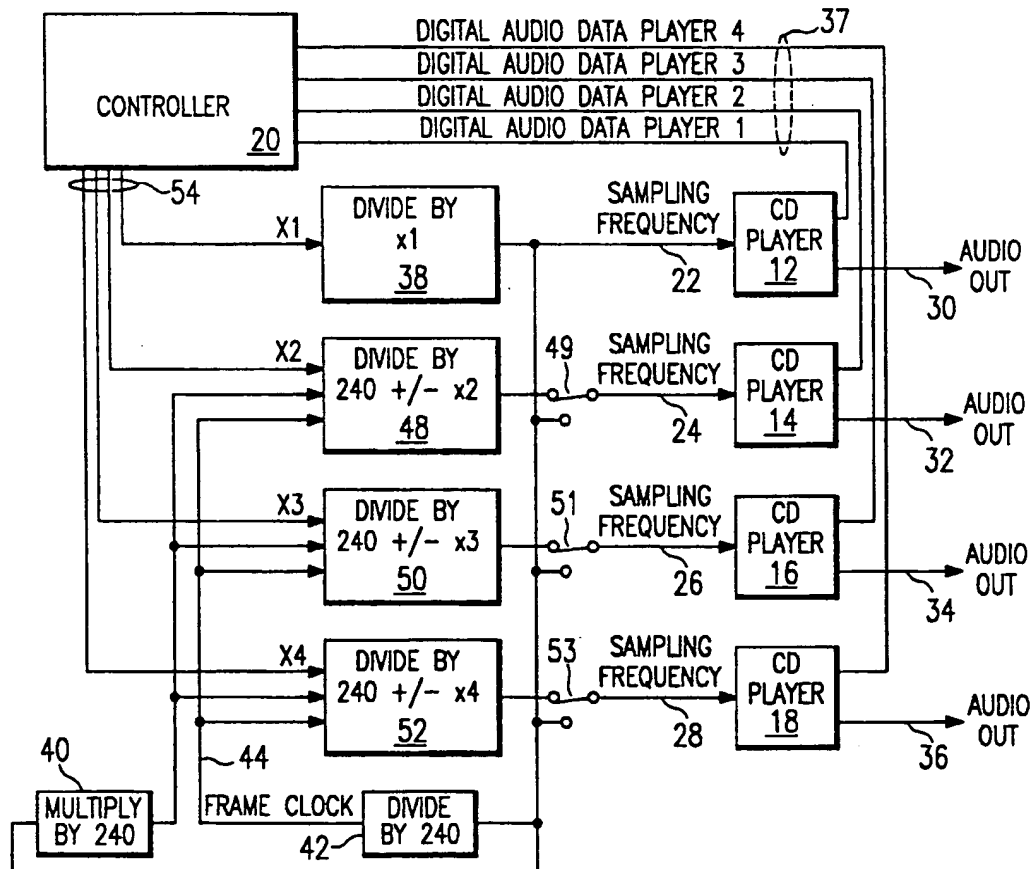 DIGITAL AUDIO DATA PLAYER 4
37
DIGITAL AUDIO DATA PLAYER 3
DIGITAL AUDIO DATA PLAYER 2
DIGITAL AUDIO DATA PLAYER 1
CONTROLLER
20
54
X1
DIVIDE BY
x1
38
SAMPLING
FREQUENCY
22
CD
PLAYER
12
AUDIO
OUT
30
X2
DIVIDE BY
240 +/- x2
48
49
SAMPLING
FREQUENCY
24
CD
PLAYER
14
AUDIO
OUT
32
X3
DIVIDE BY
240 +/- x3
50
51
SAMPLING
FREQUENCY
26
CD
PLAYER
16
AUDIO
OUT
34
X4
DIVIDE BY
240 +/- x4
52
53
SAMPLING
FREQUENCY
28
CD
PLAYER
18
AUDIO
OUT
36
40
MULTIPLY
BY 240
44
FRAME CLOCK
42
DIVIDE
BY 240